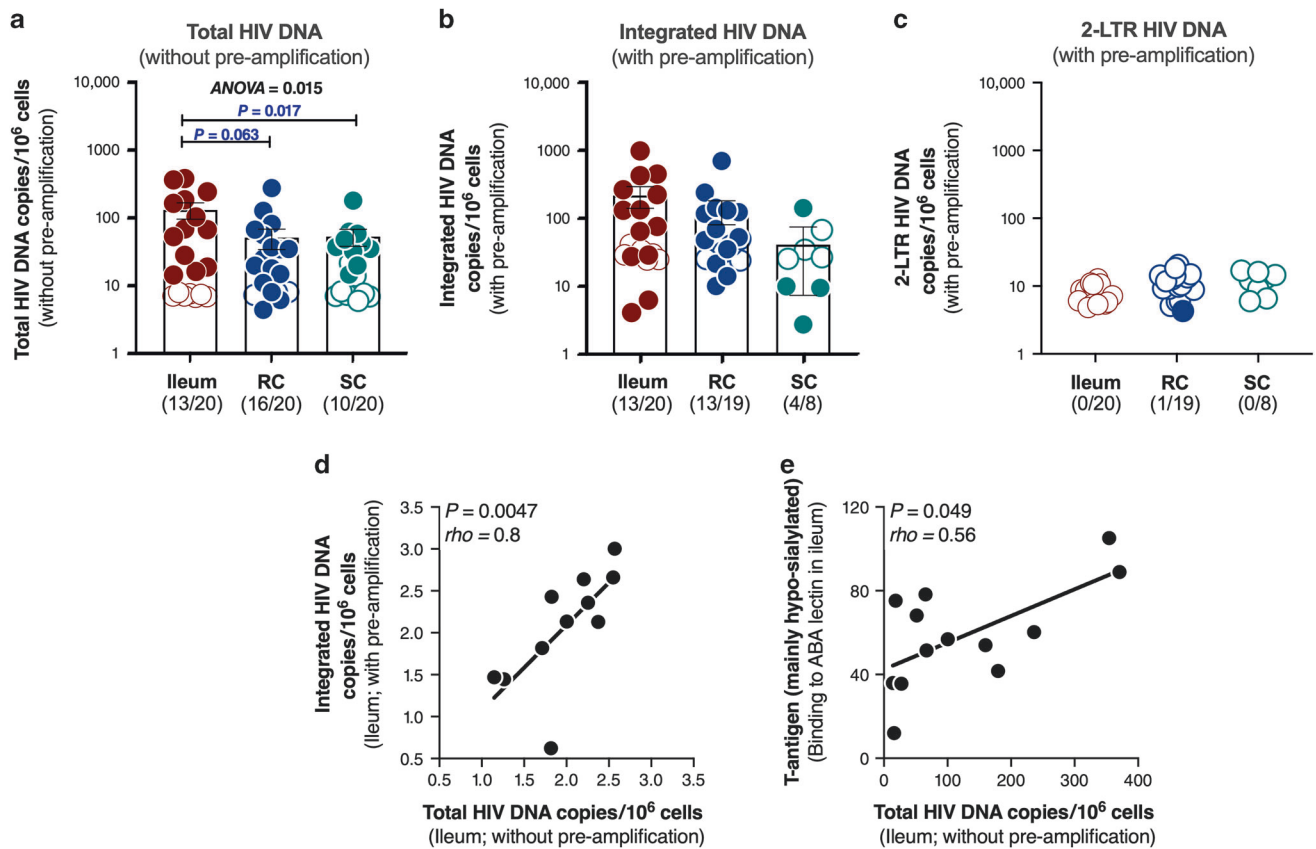 a
Total HIV DNA
(without pre-amplification)
Total HIV DNA copies/10⁶ cells
(without pre-amplification)
10,000
1000
100
10
1
ANOVA = 0.015
P = 0.017
P = 0.063
Ileum
(13/20)
RC
(16/20)
SC
(10/20)
b
Integrated HIV DNA
(with pre-amplification)
Integrated HIV DNA
copies/10⁶ cells
(with pre-amplification)
10,000
1000
100
10
1
Ileum
(13/20)
RC
(13/19)
SC
(4/8)
c
2-LTR HIV DNA
(with pre-amplification)
2-LTR HIV DNA
copies/10⁶ cells
(with pre-amplification)
10,000
1000
100
10
1
Ileum
(0/20)
RC
(1/19)
SC
(0/8)
d
Integrated HIV DNA
copies/10⁶ cells
(Ileum; with pre-amplification)
3.5
3.0
2.5
2.0
1.5
1.0
0.5
P = 0.0047
rho = 0.8
0.5 1.0 1.5 2.0 2.5 3.0 3.5
Total HIV DNA copies/10⁶ cells
(Ileum; without pre-amplification)
e
T-antigen (mainly hypo-sialylated)
(Binding to ABA lectin in ileum)
120
80
40
0
P = 0.049
rho = 0.56
0 100 200 300 400
Total HIV DNA copies/10⁶ cells
(Ileum; without pre-amplification)